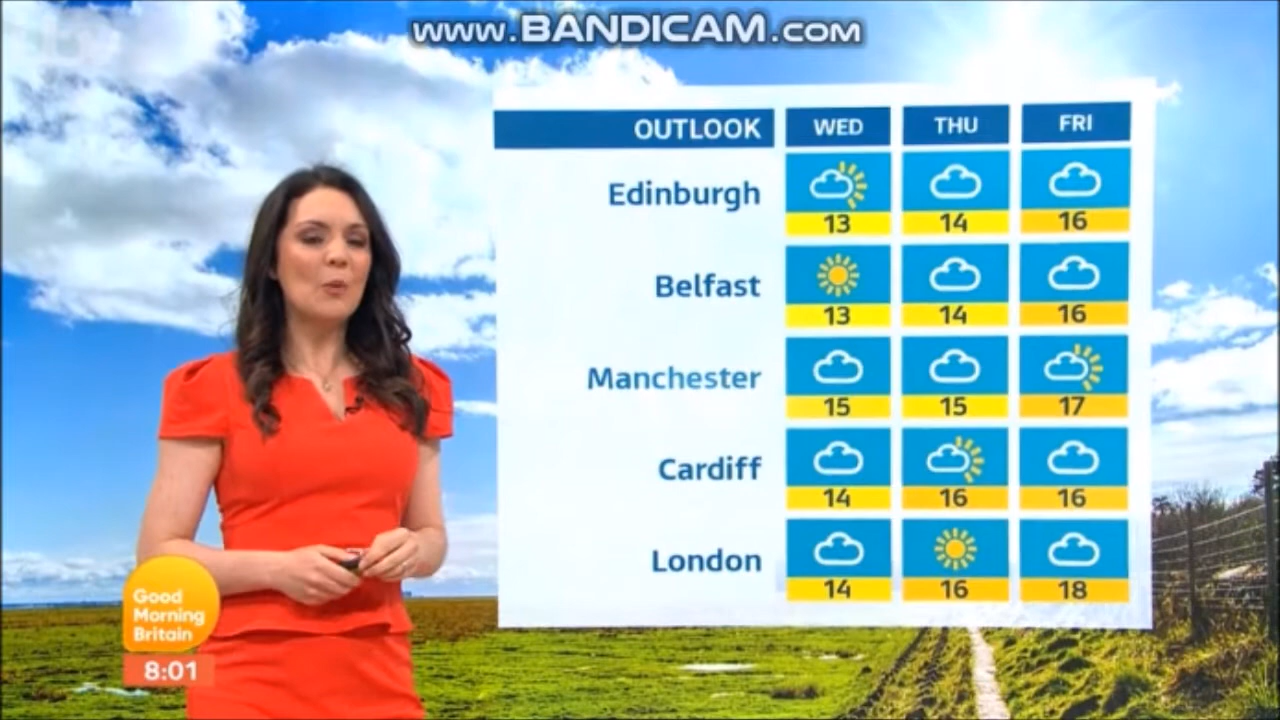 www.BANDICAM.com
OUTLOOK WED THU FRI
Edinburgh
13 14 16
Belfast
13 14 16
Manchester
15 15 17
Cardiff
14 16 16
London
14 16 18
Good
Morning
Britain
8:01